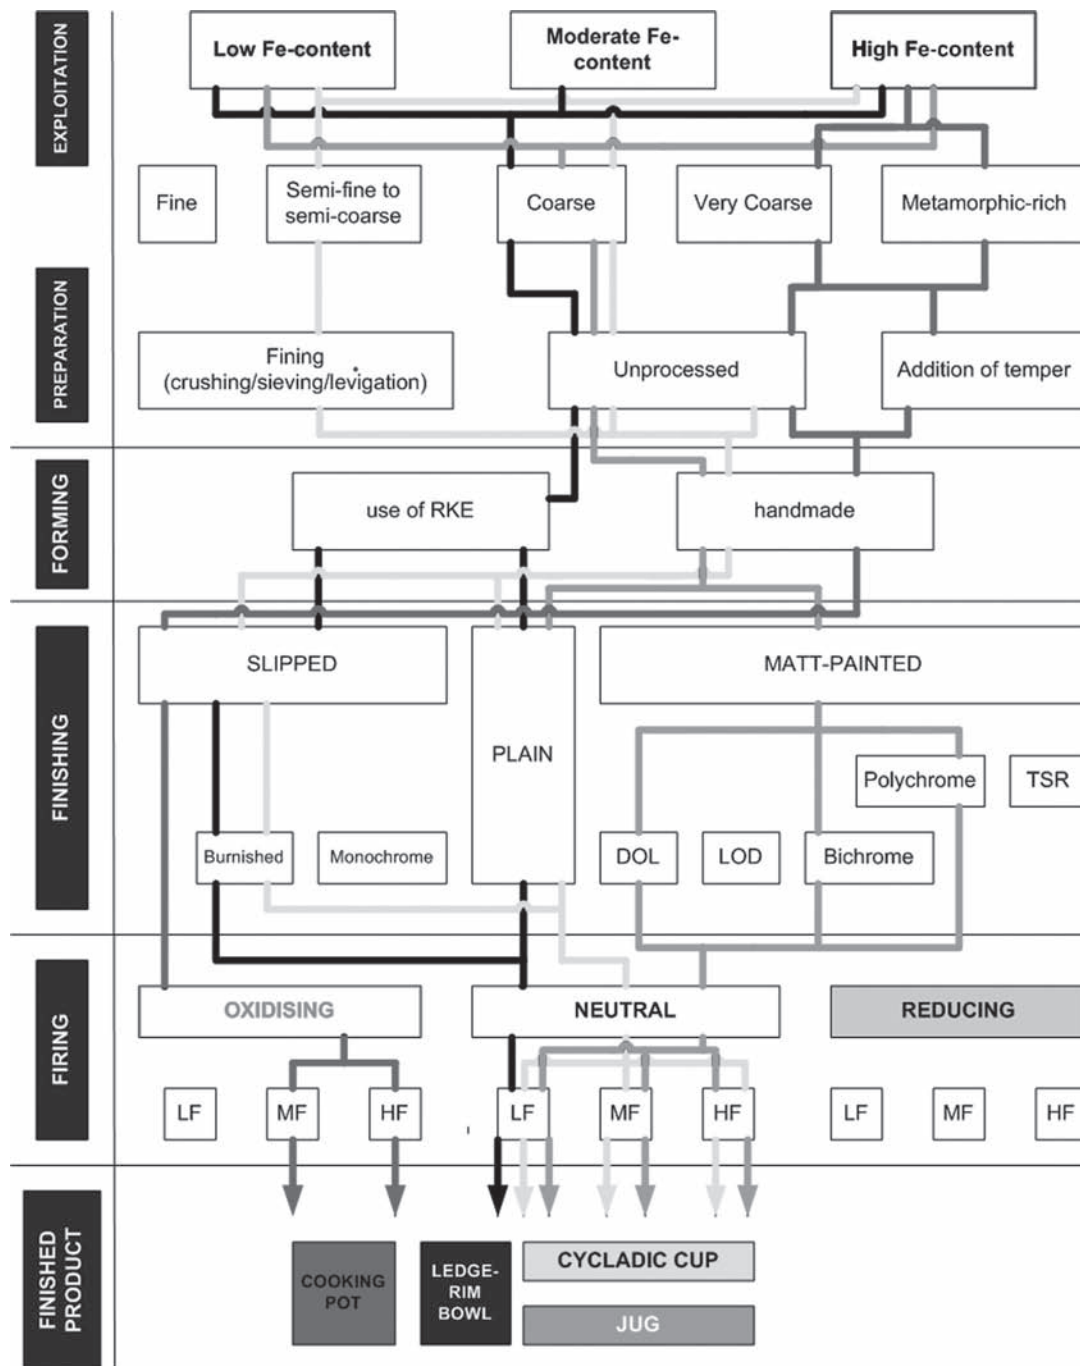 EXPLOITATION
Low Fe-content
Moderate Fe-
content
High Fe-content
Fine
Semi-fine to
semi-coarse
Coarse
Very Coarse
Metamorphic-rich
PREPARATION
Fining
(crushing/sieving/levigation)
Unprocessed
Addition of temper
FORMING
use of RKE
handmade
FINISHING
SLIPPED
PLAIN
MATT-PAINTED
Polychrome
TSR
Burnished
Monochrome
DOL
LOD
Bichrome
FIRING
OXIDISING
NEUTRAL
REDUCING
LF
MF
HF
LF
MF
HF
LF
MF
HF
FINISHED
PRODUCT
COOKING
POT
LEDGE-
RIM
BOWL
CYCLADIC CUP
JUG